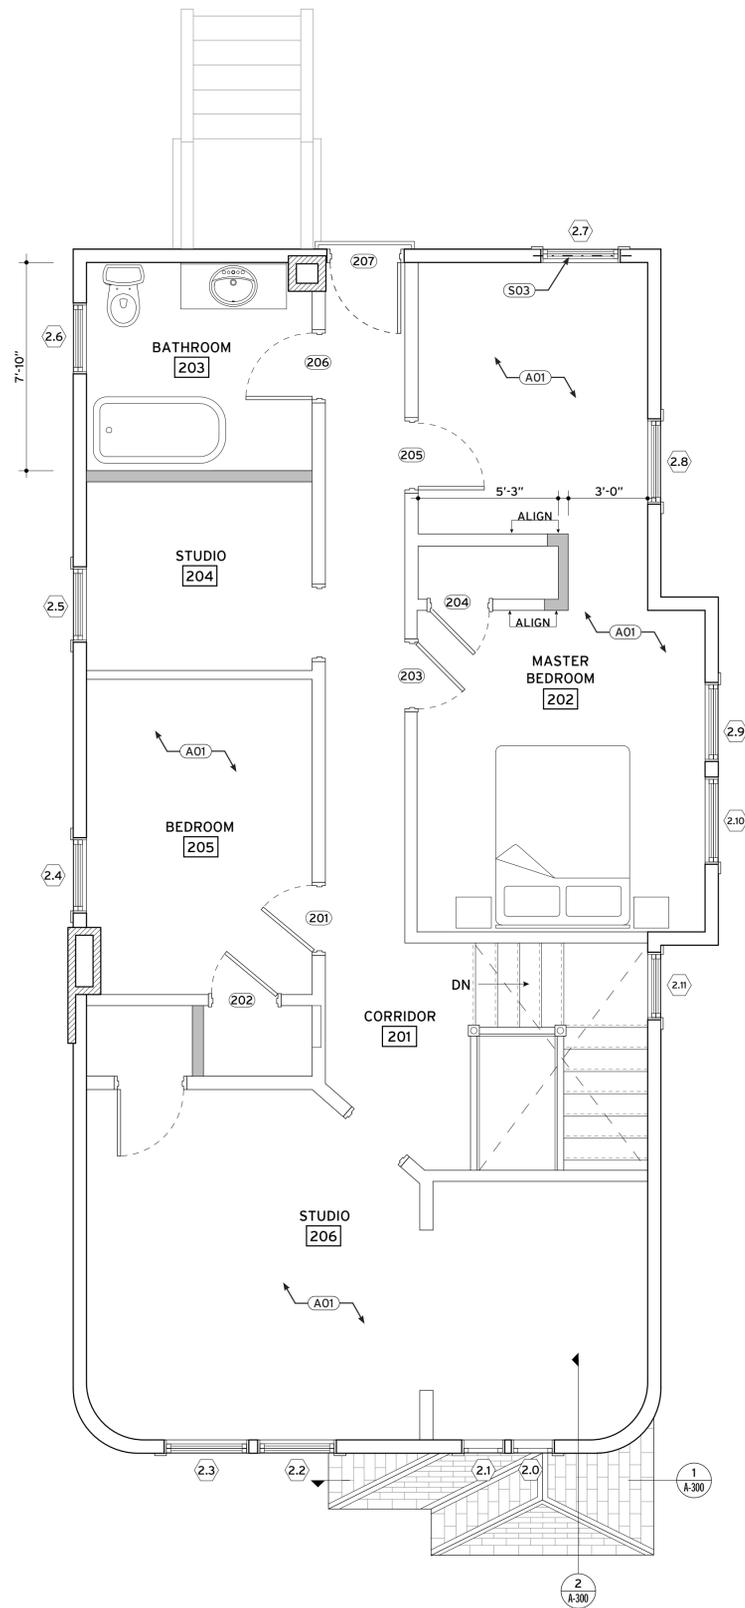 2.7
207
S03
2.6
7'-10"
BATHROOM
203
206
A01
205
2.8
5'-3"
3'-0"
ALIGN
STUDIO
204
2.5
204
ALIGN
A01
203
MASTER
BEDROOM
202
2.9
A01
2.10
BEDROOM
205
2.4
201
DN
2.11
202
CORRIDOR
201
STUDIO
206
A01
2.3
2.2
2.1
2.0
1
A-300
2
A-300